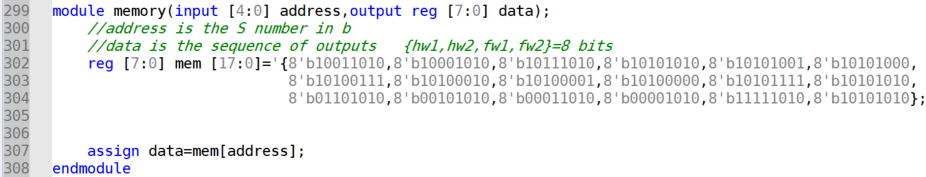 299 module memory(input [4:0] address,output reg [7:0] data);
300     //address is the S number in b
301     //data is the sequence of outputs   {hw1,hw2,fw1,fw2}=8 bits
302     reg [7:0] mem [17:0]='{8'b10011010,8'b10001010,8'b10111010,8'b10101010,8'b10101001,8'b10101000,
303                            8'b10100111,8'b10100010,8'b10100001,8'b10100000,8'b10101111,8'b10101010,
304                            8'b01101010,8'b00101010,8'b00011010,8'b00001010,8'b11111010,8'b10101010};
305
306
307     assign data=mem[address];
308 endmodule